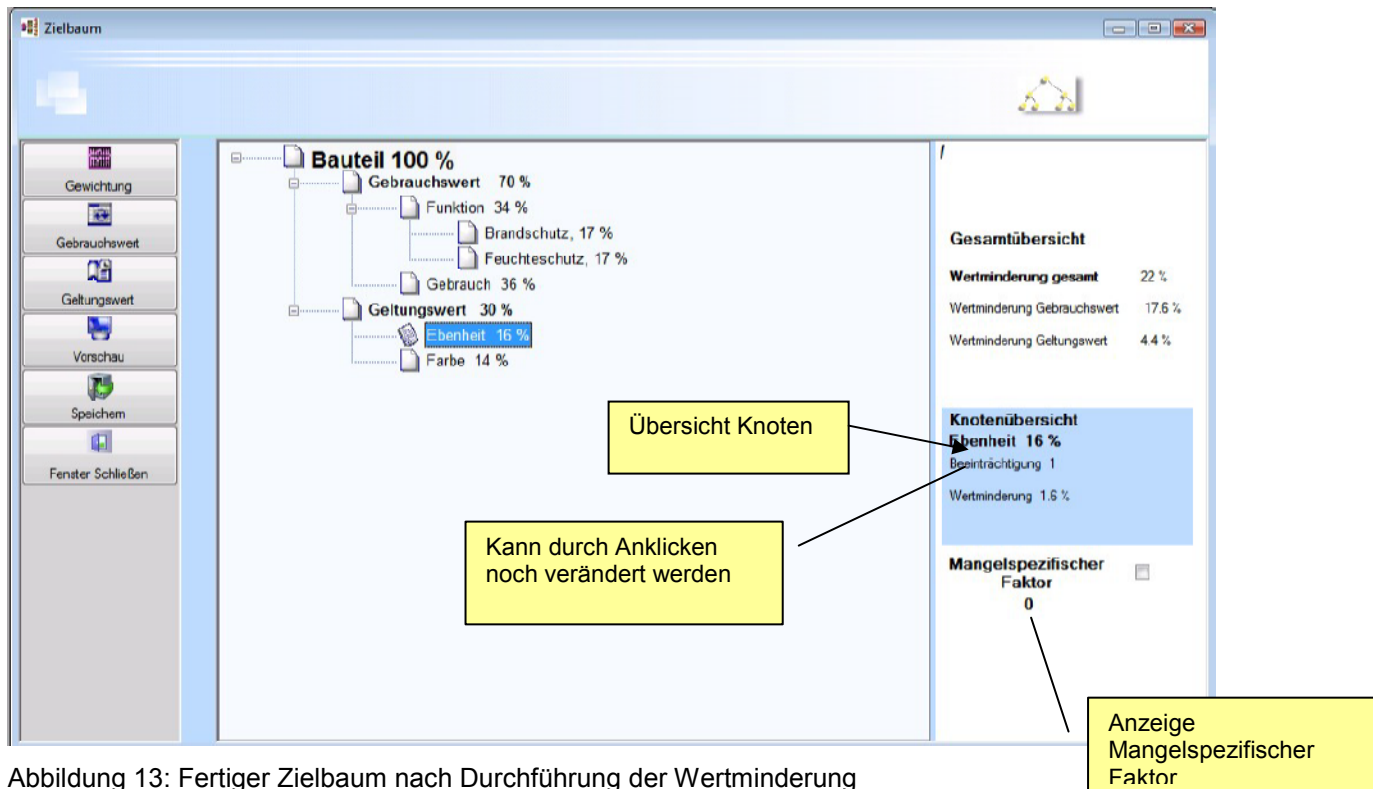 Zielbaum
Gewichtung
Gebrauchswert
Geltungswert
Vorschau
Speichern
Fenster Schließen
Bauteil 100 %
Gebrauchswert 70 %
Funktion 34 %
Brandschutz, 17 %
Feuchteschutz, 17 %
Gebrauch 36 %
Geltungswert 30 %
Ebenheit 16 %
Farbe 14 %
/
Gesamtübersicht
Wertminderung gesamt 22 %
Wertminderung Gebrauchswert 17.6 %
Wertminderung Geltungswert 4.4 %
Knotenübersicht
Ebenheit 16 %
Beeinträchtigung 1
Wertminderung 1.6 %
Mangelspezifischer
Faktor
0
Übersicht Knoten
Kann durch Anklicken
noch verändert werden
Anzeige
Mangelspezifischer
Faktor
Abbildung 13: Fertiger Zielbaum nach Durchführung der Wertminderung